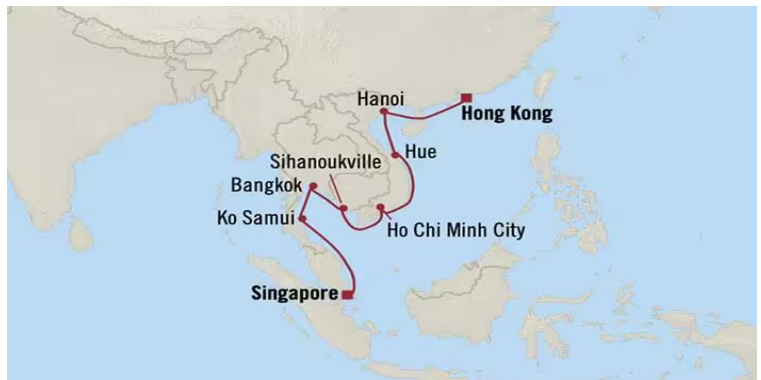 Hanoi
Hong Kong
Hue
Sihanoukville
Bangkok
Ko Samui
Ho Chi Minh City
Singapore